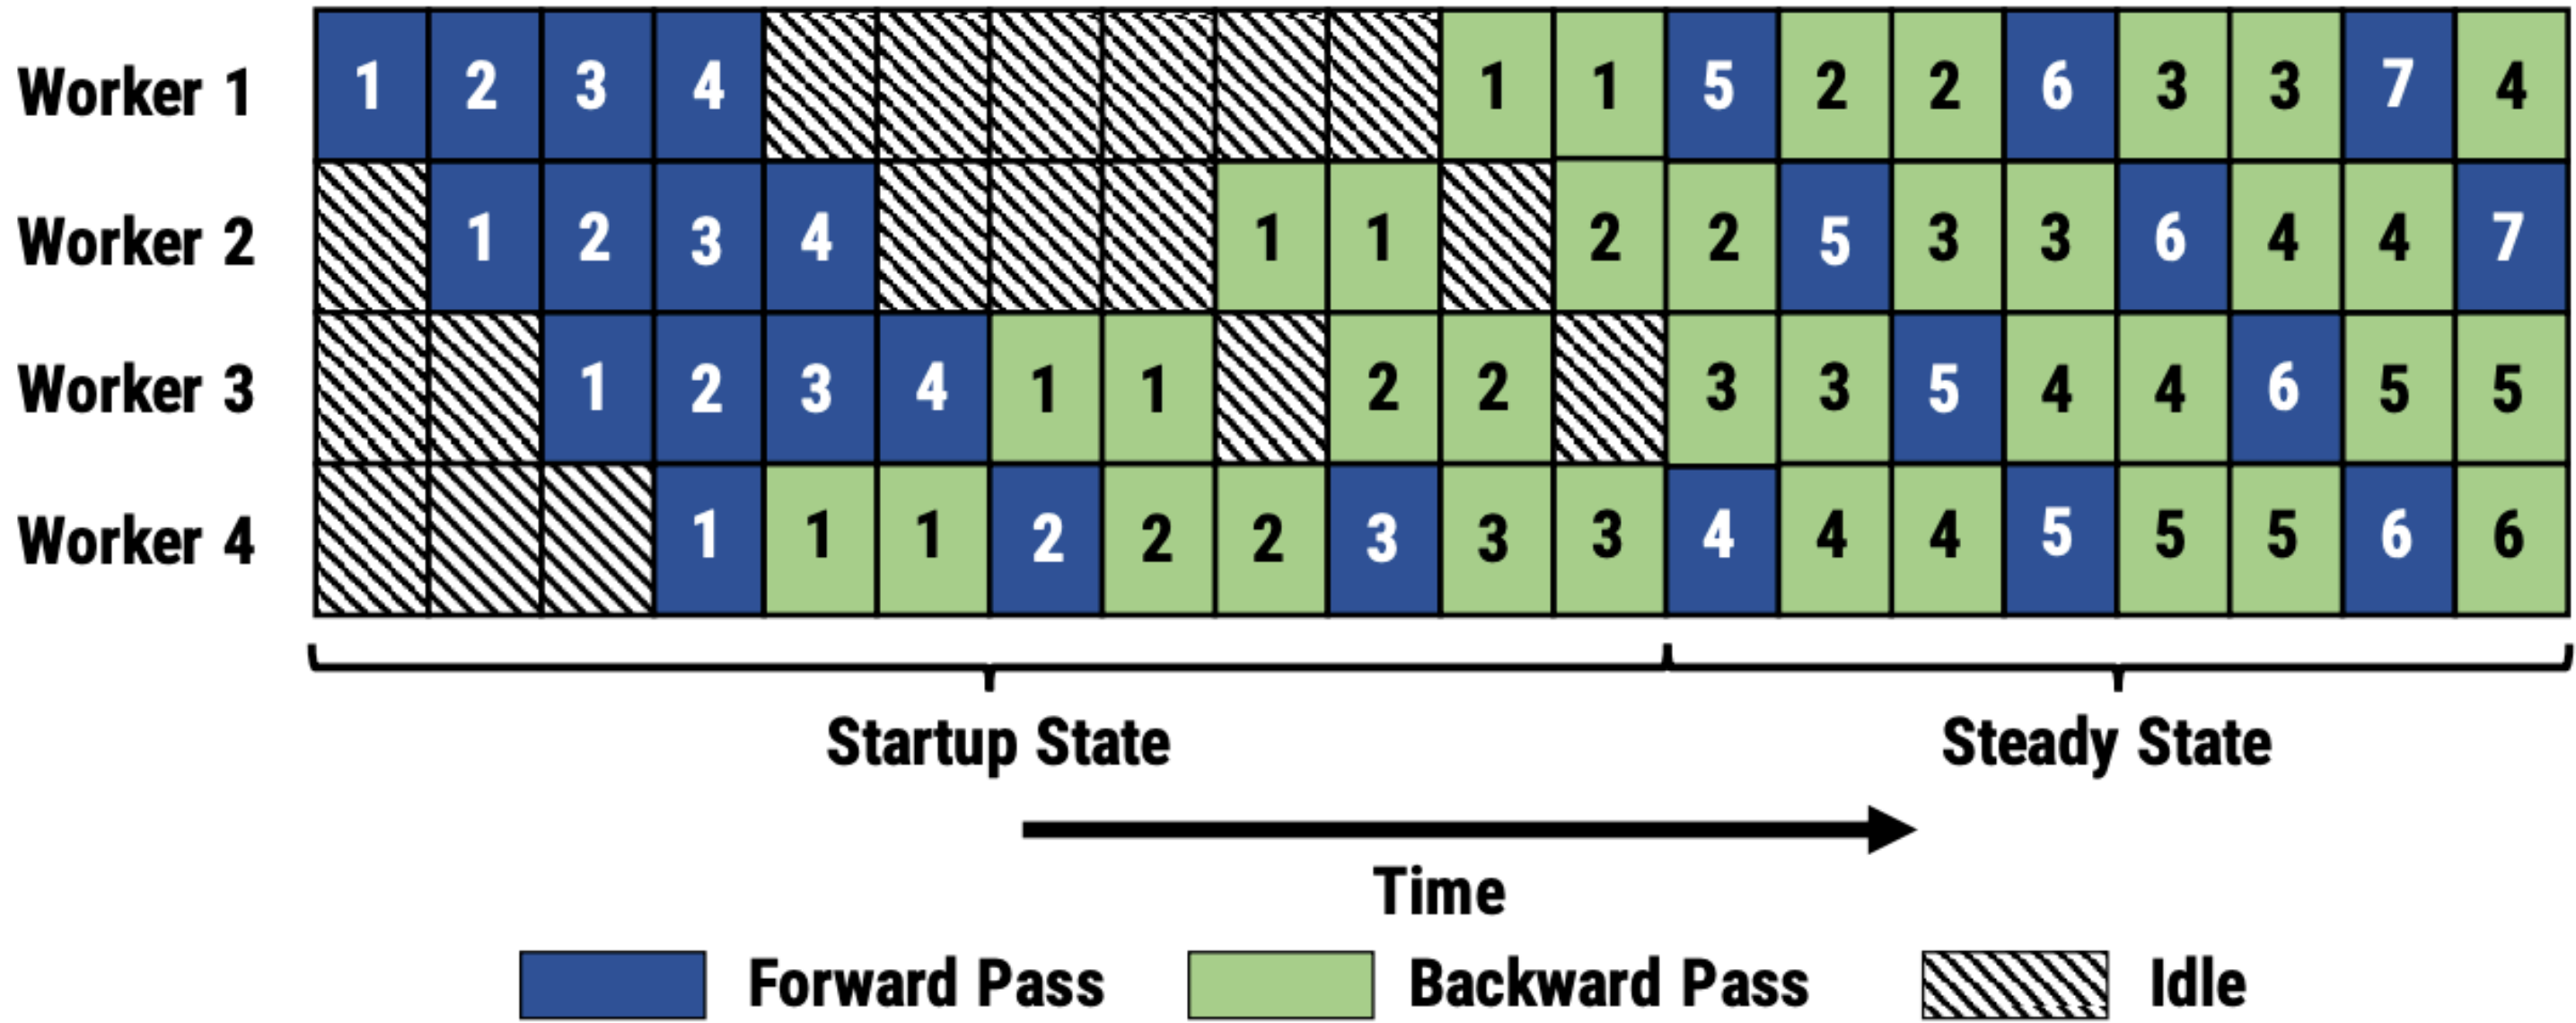 Worker 1 1 2 3 4 1 1 5 2 2 6 3 3 7 4
Worker 2 1 2 3 4 1 1 2 2 5 3 3 6 4 4 7
Worker 3 1 2 3 4 1 1 2 2 3 3 5 4 4 6 5 5
Worker 4 1 1 1 2 2 2 3 3 3 4 4 4 5 5 5 6 6
Startup State Steady State
Time
Forward Pass Backward Pass Idle